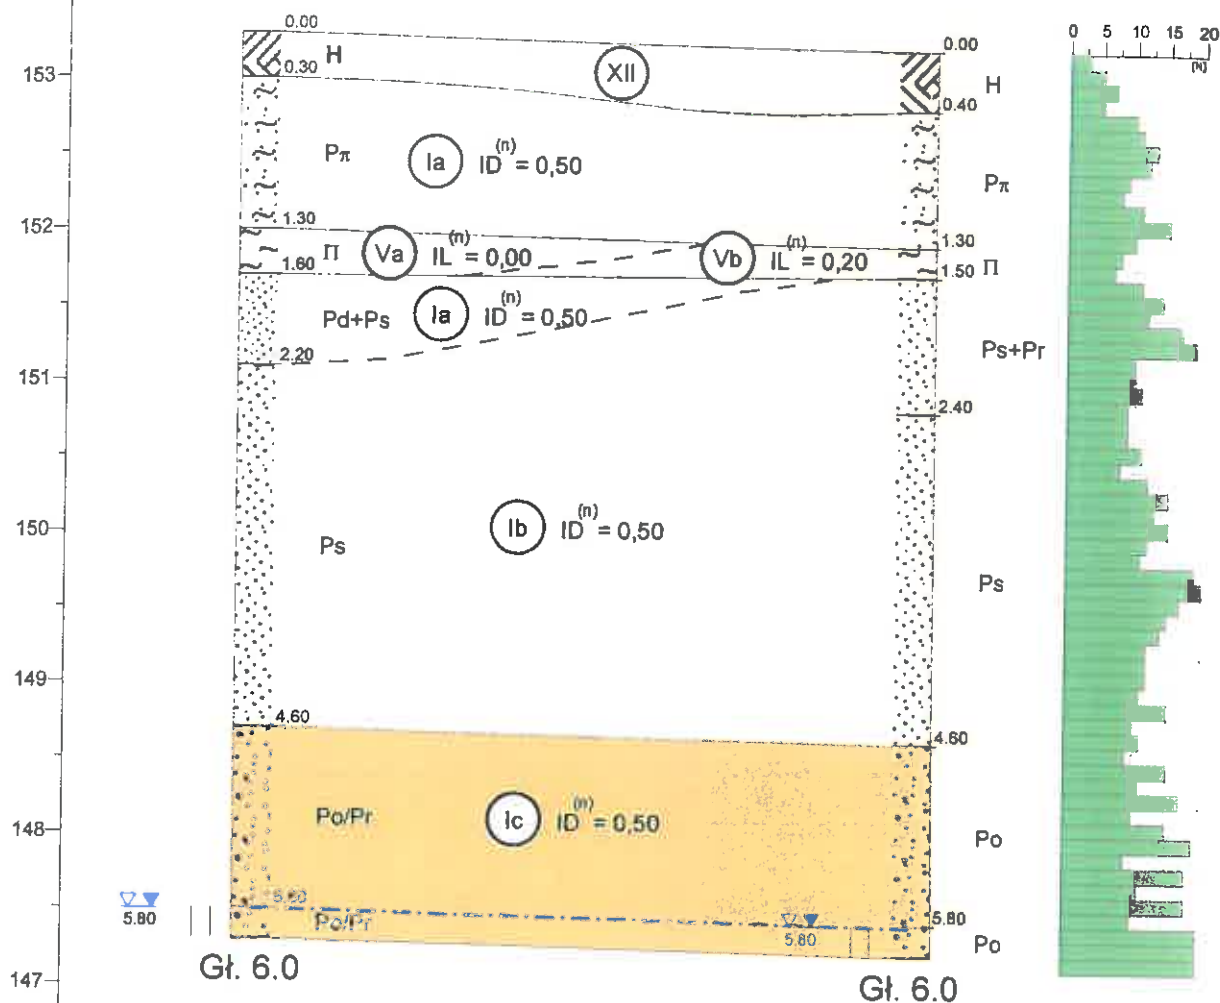 0.00
0 5 10 15 20
[N]
H
XII
0.00
153
0.30
H
0.40
Pπ
Ia ID(n) = 0,50
Pπ
152
1.30
Π
Va IL(n) = 0,00
Vb IL(n) = 0,20
1.30
Π
1.60
1.50
Pd+Ps
Ia ID(n) = 0,50
2.20
Ps+Pr
151
2.40
Ps
Ib ID(n) = 0,50
150
Ps
149
4.60
4.60
Po/Pr
Ic ID(n) = 0,50
148
Po
5.80
5.80
5.80
5.80
Po/Pr
Po
Gł. 6.0
147
Gł. 6.0